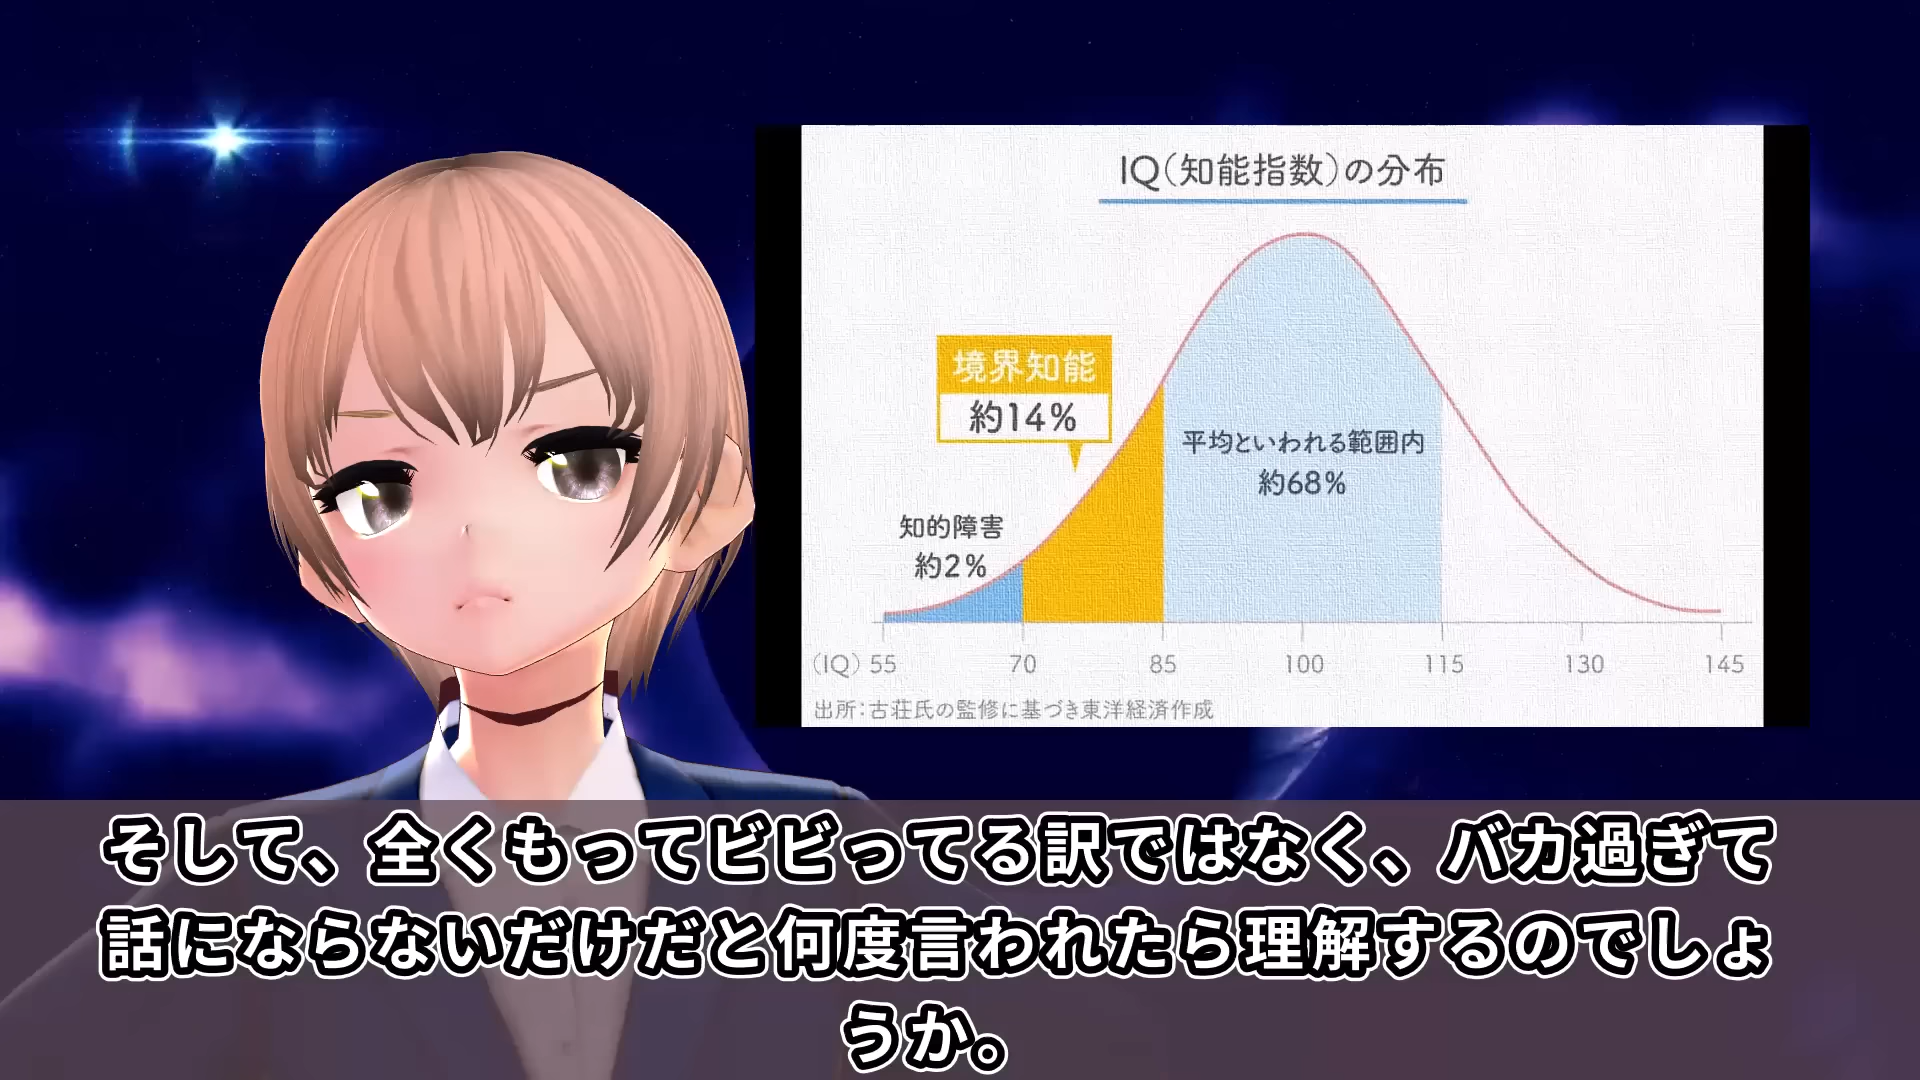 IQ(知能指数)の分布
境界知能
約14%
平均といわれる範囲内
約68%
知的障害
約2%
(IQ) 55 70 85 100 115 130 145
出所:古荘氏の監修に基づき東洋経済作成
そして、全くもってビビってる訳ではなく、バカ過ぎて
話にならないだけだと何度言われたら理解するのでしょ
うか。